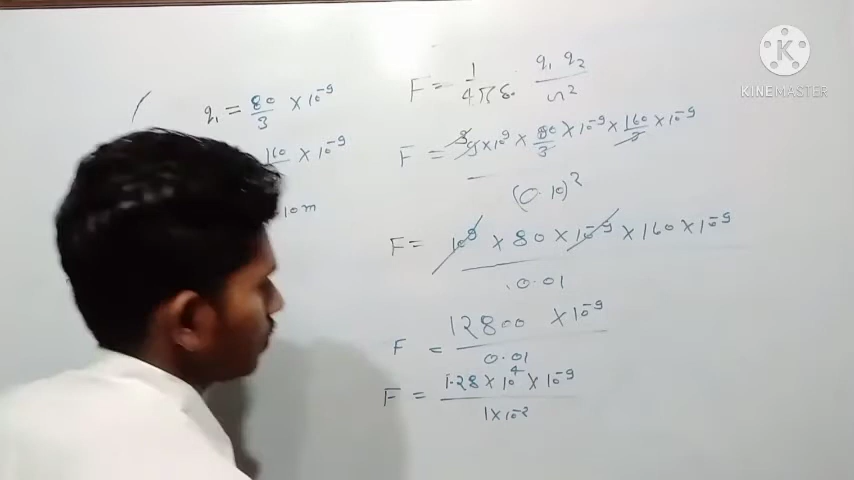 q₁ = 80/3 × 10⁻⁹
160 × 10⁻⁹
10m
F = 1/4πε₀ q₁ q₂/r²
F = 9×10⁹ × 80/3 × 10⁻⁹ × 160/3 × 10⁻⁹
(0.10)²
F = 10⁹ × 80 × 10⁻⁹ × 160 × 10⁻⁹
0.01
F = 12800 × 10⁻⁹
0.01
F = 1.28 × 10⁴ × 10⁻⁹
1×10⁻²
KINEMASTER